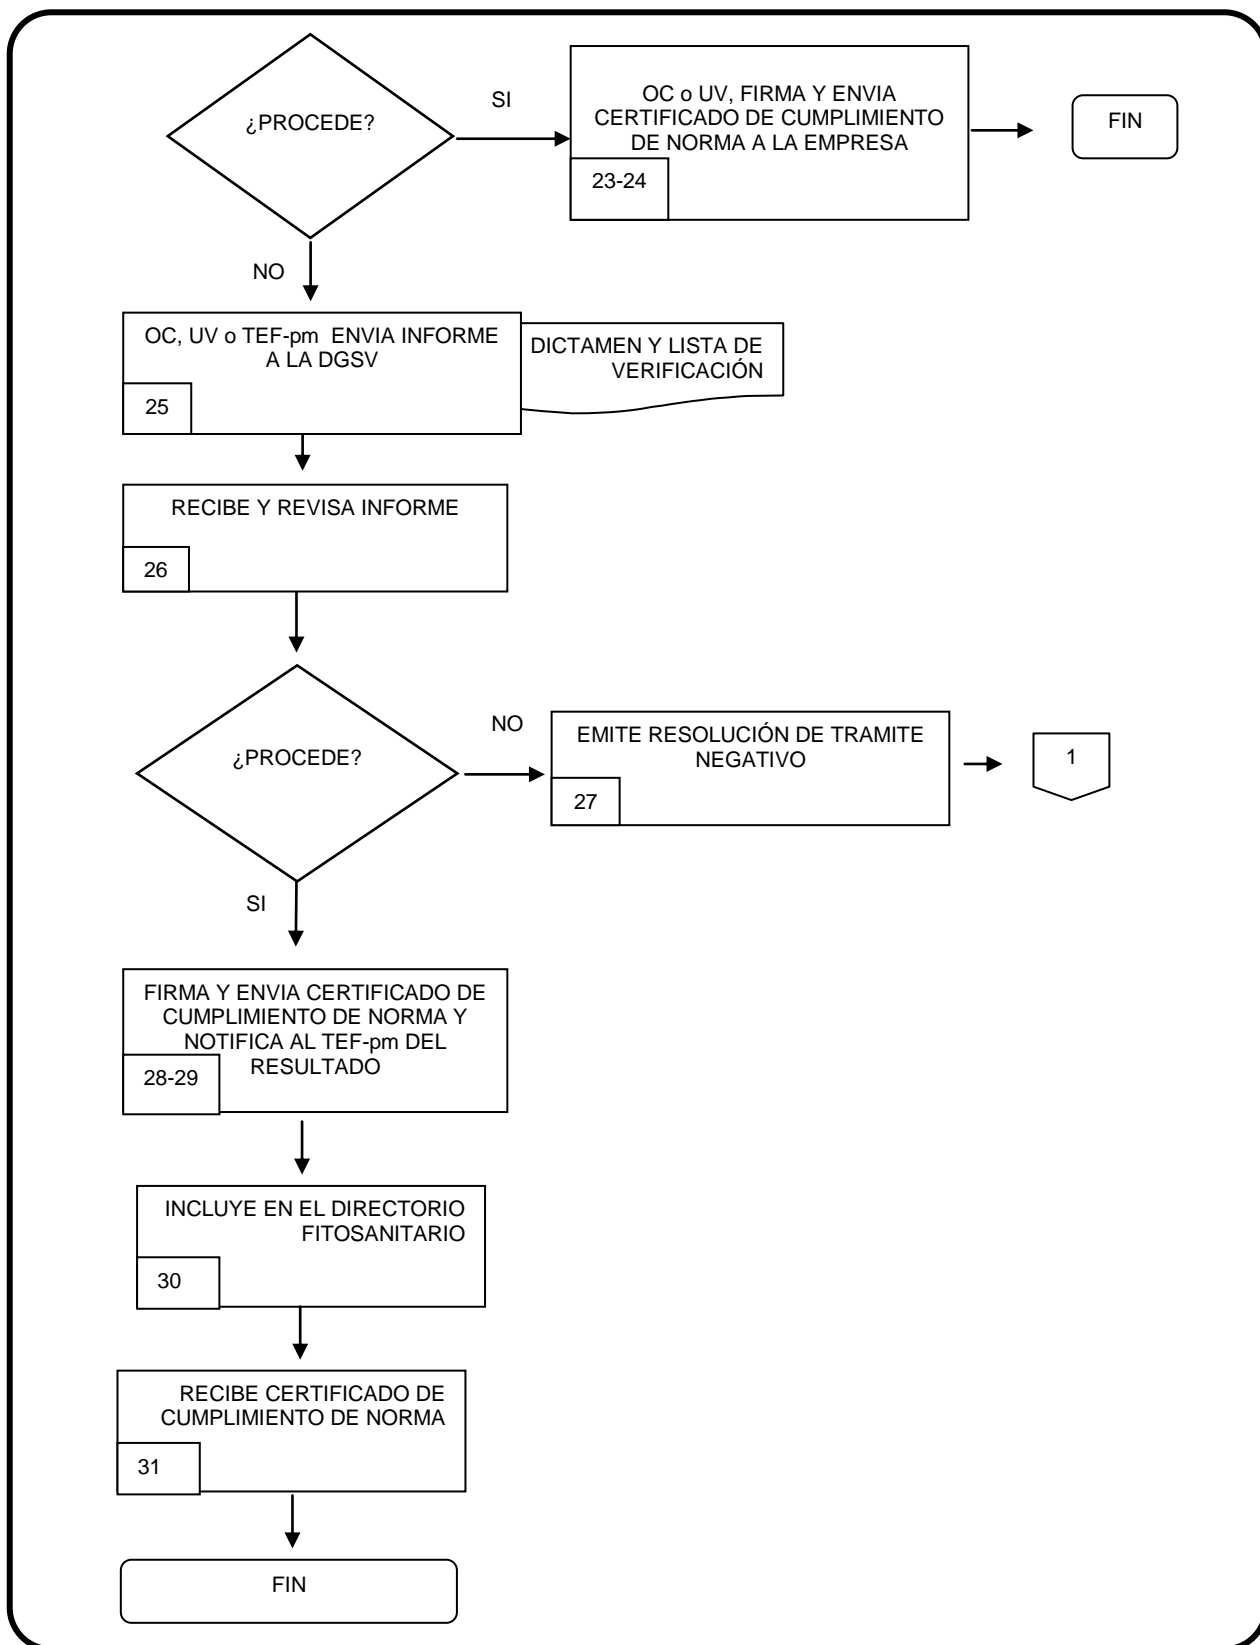 ¿PROCEDE?
SI
OC o UV, FIRMA Y ENVIA
CERTIFICADO DE CUMPLIMIENTO
DE NORMA A LA EMPRESA
23-24
FIN
NO
OC, UV o TEF-pm ENVIA INFORME
A LA DGSV
25
DICTAMEN Y LISTA DE
VERIFICACIÓN
RECIBE Y REVISA INFORME
26
¿PROCEDE?
NO
EMITE RESOLUCIÓN DE TRAMITE
NEGATIVO
27
1
SI
FIRMA Y ENVIA CERTIFICADO DE
CUMPLIMIENTO DE NORMA Y
NOTIFICA AL TEF-pm DEL
RESULTADO
28-29
INCLUYE EN EL DIRECTORIO
FITOSANITARIO
30
RECIBE CERTIFICADO DE
CUMPLIMIENTO DE NORMA
31
FIN